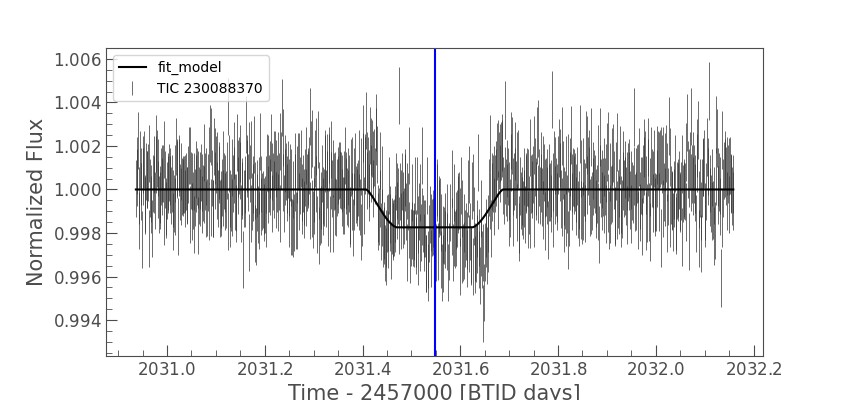 1.006
1.004
1.002
1.000
0.998
0.996
0.994
Normalized Flux
fit_model
TIC 230088370
2031.0 2031.2 2031.4 2031.6 2031.8 2032.0 2032.2
Time - 2457000 [BTJD days]